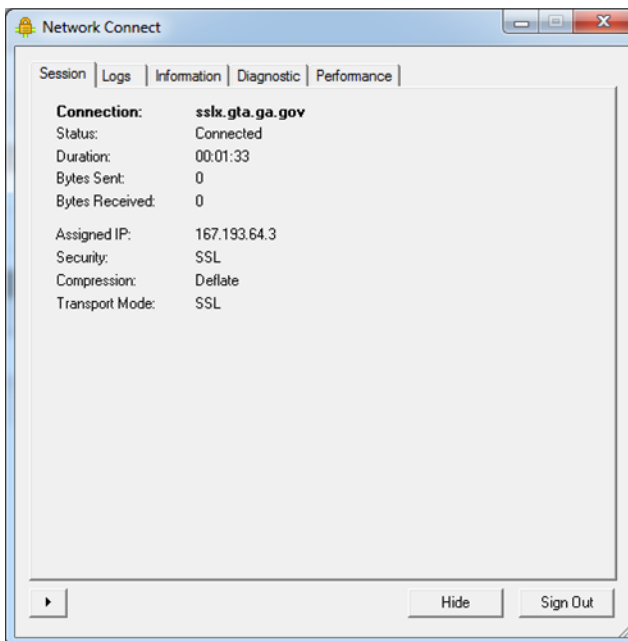 Network Connect
Session Logs Information Diagnostic Performance
Connection: sslx.gta.ga.gov
Status: Connected
Duration: 00:01:33
Bytes Sent: 0
Bytes Received: 0
Assigned IP: 167.193.64.3
Security: SSL
Compression: Deflate
Transport Mode: SSL
Hide Sign Out